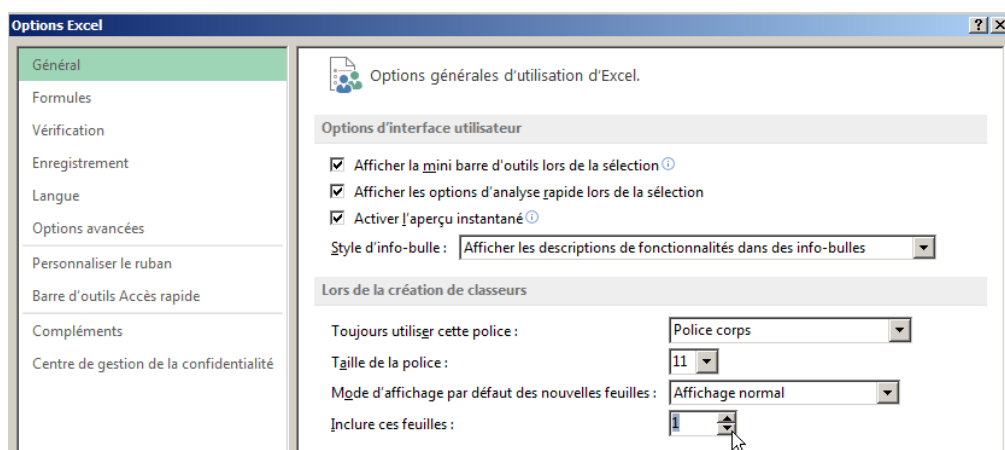 Options Excel
Général
Formules
Vérification
Enregistrement
Langue
Options avancées
Personnaliser le ruban
Barre d'outils Accès rapide
Compléments
Centre de gestion de la confidentialité
Options générales d'utilisation d'Excel.
Options d'interface utilisateur
Afficher la mini barre d'outils lors de la sélection
Afficher les options d'analyse rapide lors de la sélection
Activer l'aperçu instantané
Style d'info-bulle : Afficher les descriptions de fonctionnalités dans des info-bulles
Lors de la création de classeurs
Toujours utiliser cette police : Police corps
Taille de la police : 11
Mode d'affichage par défaut des nouvelles feuilles : Affichage normal
Inclure ces feuilles : 1